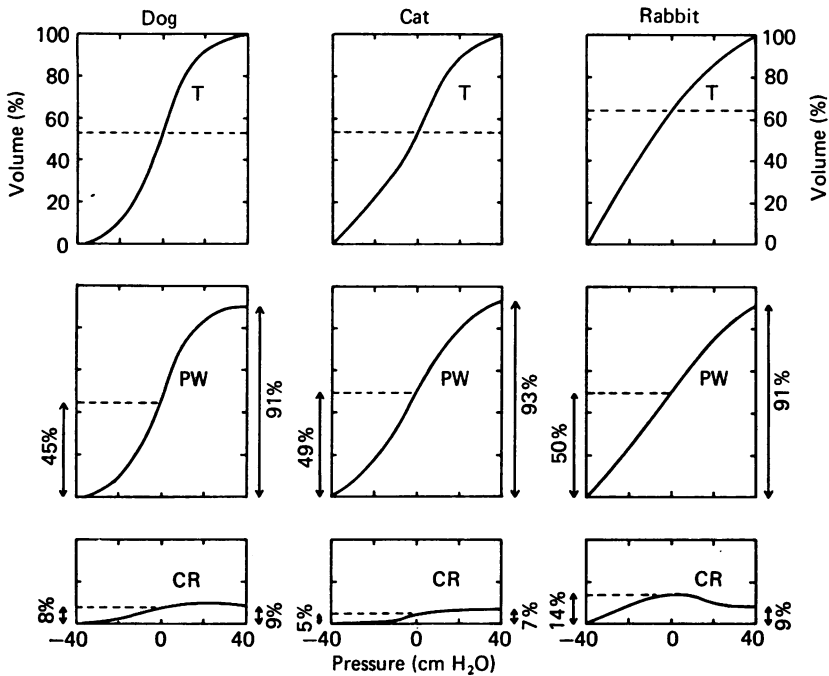 Dog Cat Rabbit
Volume (%) 100 80 60 40 20 0
T T T
100 80 60 40 20 0 Volume (%)
PW PW PW
45% 91% 49% 93% 50% 91%
CR CR CR
8% 9% 5% 7% 14% 9%
−40 0 40 −40 0 40 −40 0 40
Pressure (cm H₂O)